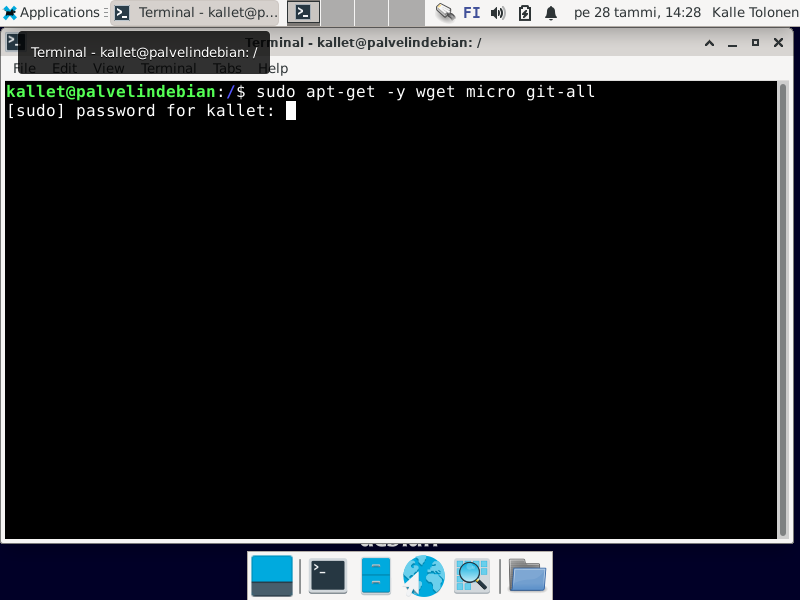 Applications
Terminal - kallet@p...
FI
pe 28 tammi, 14:28
Kalle Tolonen
Terminal - kallet@palvelindebian: /
Terminal - kallet@palvelindebian: /
File Edit View Terminal Tabs Help
kallet@palvelindebian:/$ sudo apt-get -y wget micro git-all
[sudo] password for kallet:
debian